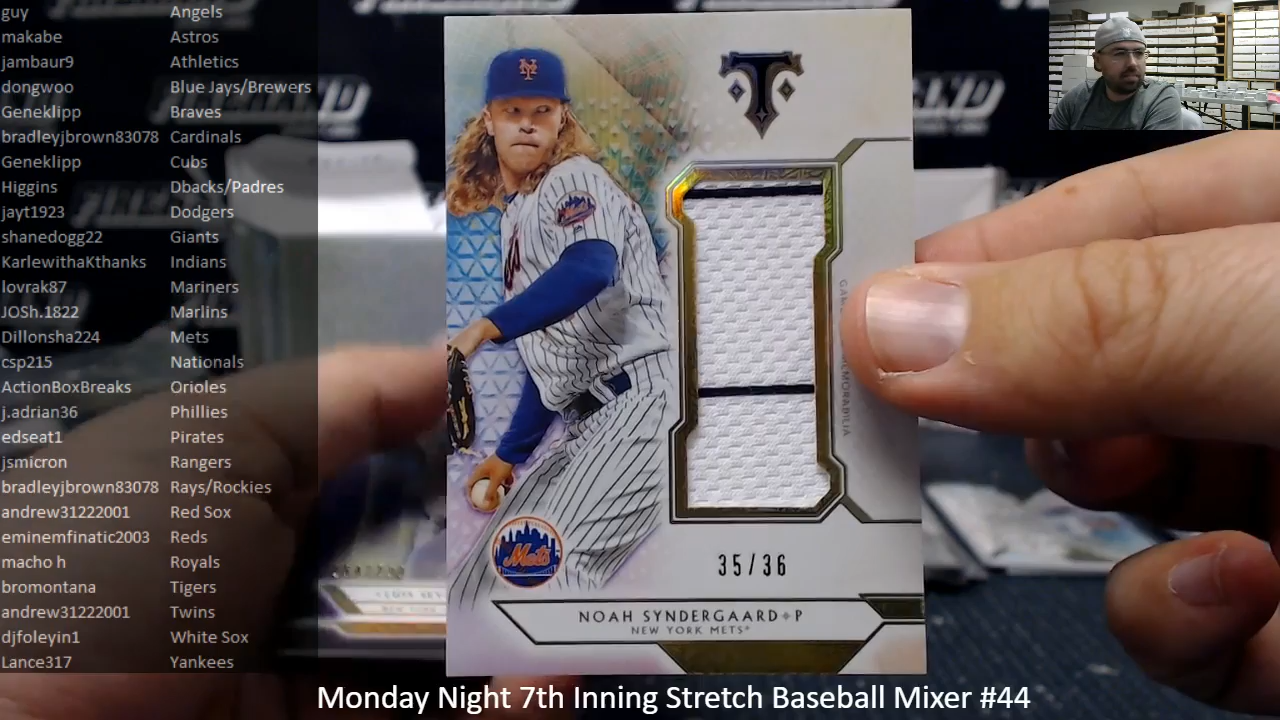 guy Angels
makabe Astros
jambaur9 Athletics
dongwoo Blue Jays/Brewers
Geneklipp Braves
bradleyjbrown83078 Cardinals
Geneklipp Cubs
Higgins Dbacks/Padres
jayt1923 Dodgers
shanedogg22 Giants
KarlewithaKthanks Indians
lovrak87 Mariners
JOSh.1822 Marlins
Dillonsha224 Mets
csp215 Nationals
ActionBoxBreaks Orioles
j.adrian36 Phillies
edseat1 Pirates
jsmicron Rangers
bradleyjbrown83078 Rays/Rockies
andrew31222001 Red Sox
eminemfinatic2003 Reds
macho h Royals
bromontana Tigers
andrew31222001 Twins
djfoleyin1 White Sox
Lance317 Yankees
T
Mets
35/36
NOAH SYNDERGAARD P
NEW YORK METS
Monday Night 7th Inning Stretch Baseball Mixer #44